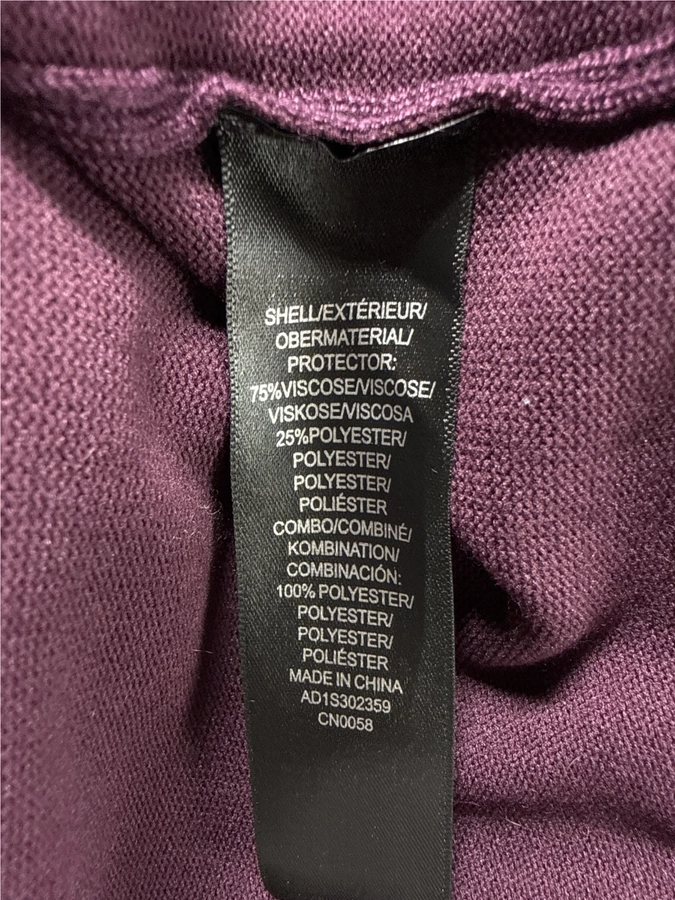 SHELL/EXTÉRIEUR/
OBERMATERIAL/
PROTECTOR:
75%VISCOSE/VISCOSE/
VISKOSE/VISCOSA
25%POLYESTER/
POLYESTER/
POLYESTER/
POLIÉSTER
COMBO/COMBINÉ/
KOMBINATION/
COMBINACIÓN:
100% POLYESTER/
POLYESTER/
POLYESTER/
POLIÉSTER
MADE IN CHINA
AD1S302359
CN0058